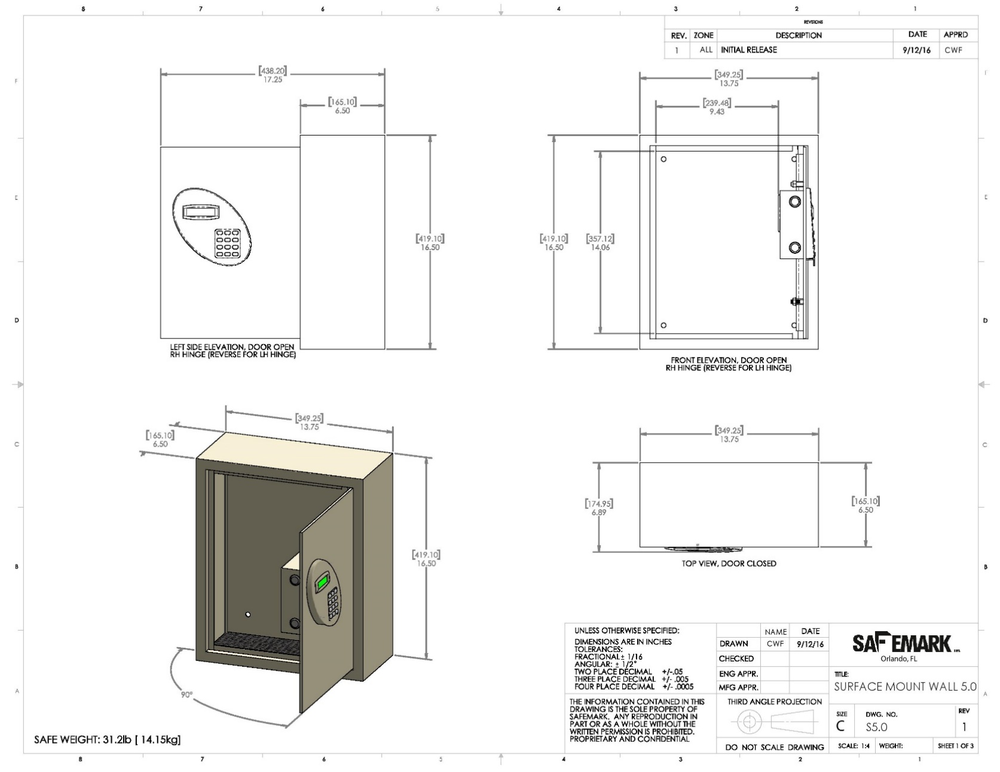 8 7 6 5 4 3 2 1
REVISIONS
REV. ZONE DESCRIPTION DATE APPRD
1 ALL INITIAL RELEASE 9/12/16 CWF
F
E
D
C
B
A
[438.20]
17.25
[165.10]
6.50
[419.10]
16.50
LEFT SIDE ELEVATION, DOOR OPEN
RH HINGE (REVERSE FOR LH HINGE)
[349.25]
13.75
[239.48]
9.43
[419.10]
16.50
[357.12]
14.06
FRONT ELEVATION, DOOR OPEN
RH HINGE (REVERSE FOR LH HINGE)
E
D
C
B
A
[349.25]
13.75
[165.10]
6.50
[419.10]
16.50
90°
[349.25]
13.75
[174.95]
6.89
[165.10]
6.50
TOP VIEW, DOOR CLOSED
SAFE WEIGHT: 31.2lb [ 14.15kg]
UNLESS OTHERWISE SPECIFIED:
DIMENSIONS ARE IN INCHES
TOLERANCES:
FRACTIONAL± 1/16
ANGULAR: ± 1/2°
TWO PLACE DECIMAL +/-.05
THREE PLACE DECIMAL +/- .005
FOUR PLACE DECIMAL +/- .0005
THE INFORMATION CONTAINED IN THIS
DRAWING IS THE SOLE PROPERTY OF
SAFEMARK. ANY REPRODUCTION IN
PART OR AS A WHOLE WITHOUT THE
WRITTEN PERMISSION IS PROHIBITED.
PROPRIETARY AND CONFIDENTIAL
NAME DATE
DRAWN CWF 9/12/16
CHECKED
ENG APPR.
MFG APPR.
THIRD ANGLE PROJECTION
DO NOT SCALE DRAWING
SAFEMARK
Orlando, FL
TITLE:
SURFACE MOUNT WALL 5.0
SIZE DWG. NO. REV
C S5.0 1
SCALE: 1:4 WEIGHT: SHEET 1 OF 3
8 7 6 5 4 3 2 1